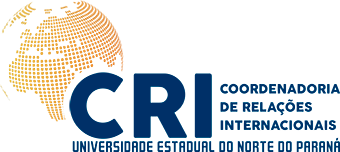 CRI
COORDENADORIA
DE RELAÇÕES
INTERNACIONAIS
UNIVERSIDADE ESTADUAL DO NORTE DO PARANÁ